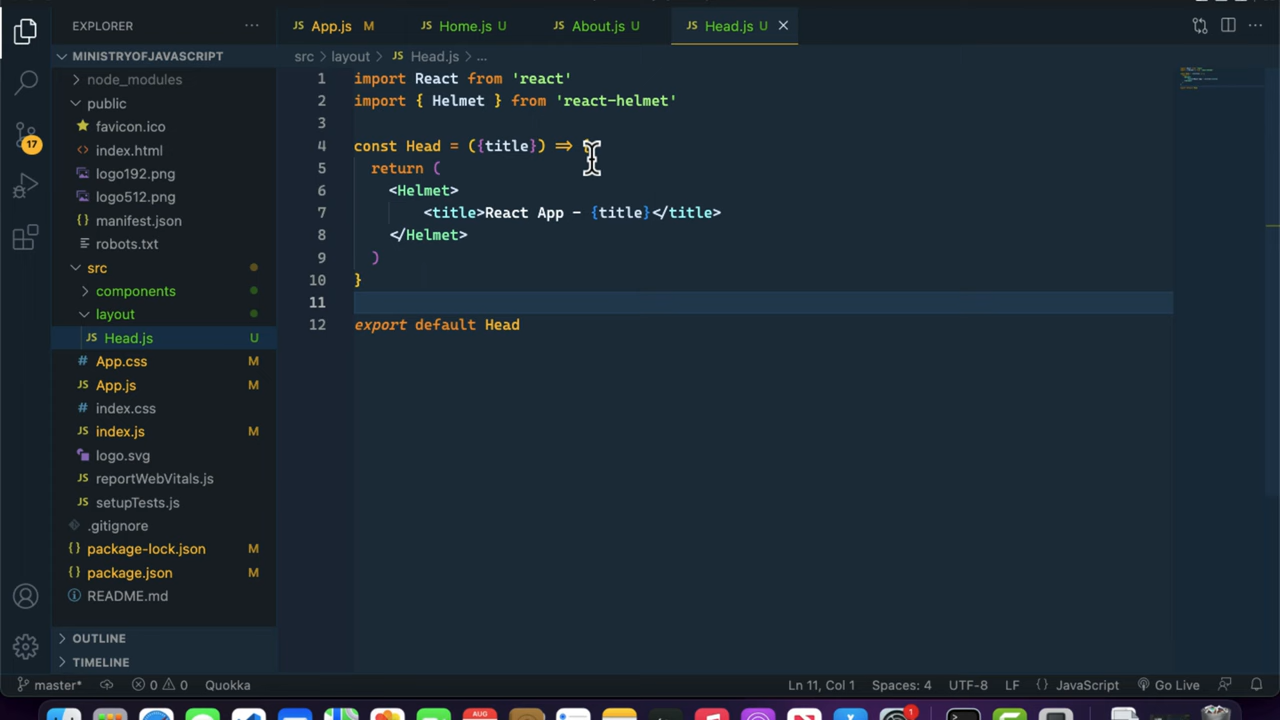 EXPLORER
MINISTRYOFJAVASCRIPT
node_modules
public
favicon.ico
index.html
logo192.png
logo512.png
manifest.json
robots.txt
src
components
layout
JS Head.js U
# App.css M
JS App.js M
# index.css
JS index.js M
logo.svg
JS reportWebVitals.js
JS setupTests.js
.gitignore
{} package-lock.json M
{} package.json M
README.md
OUTLINE
TIMELINE
17
JS App.js M
JS Home.js U
JS About.js U
JS Head.js U
src > layout > JS Head.js > ...
1 import React from 'react'
2 import { Helmet } from 'react-helmet'
3
4 const Head = ({title}) => {
5 return (
6 <Helmet>
7 <title>React App - {title}</title>
8 </Helmet>
9 )
10 }
11
12 export default Head
master* 0 0 Quokka
Ln 11, Col 1 Spaces: 4 UTF-8 LF {} JavaScript Go Live
AUG
1